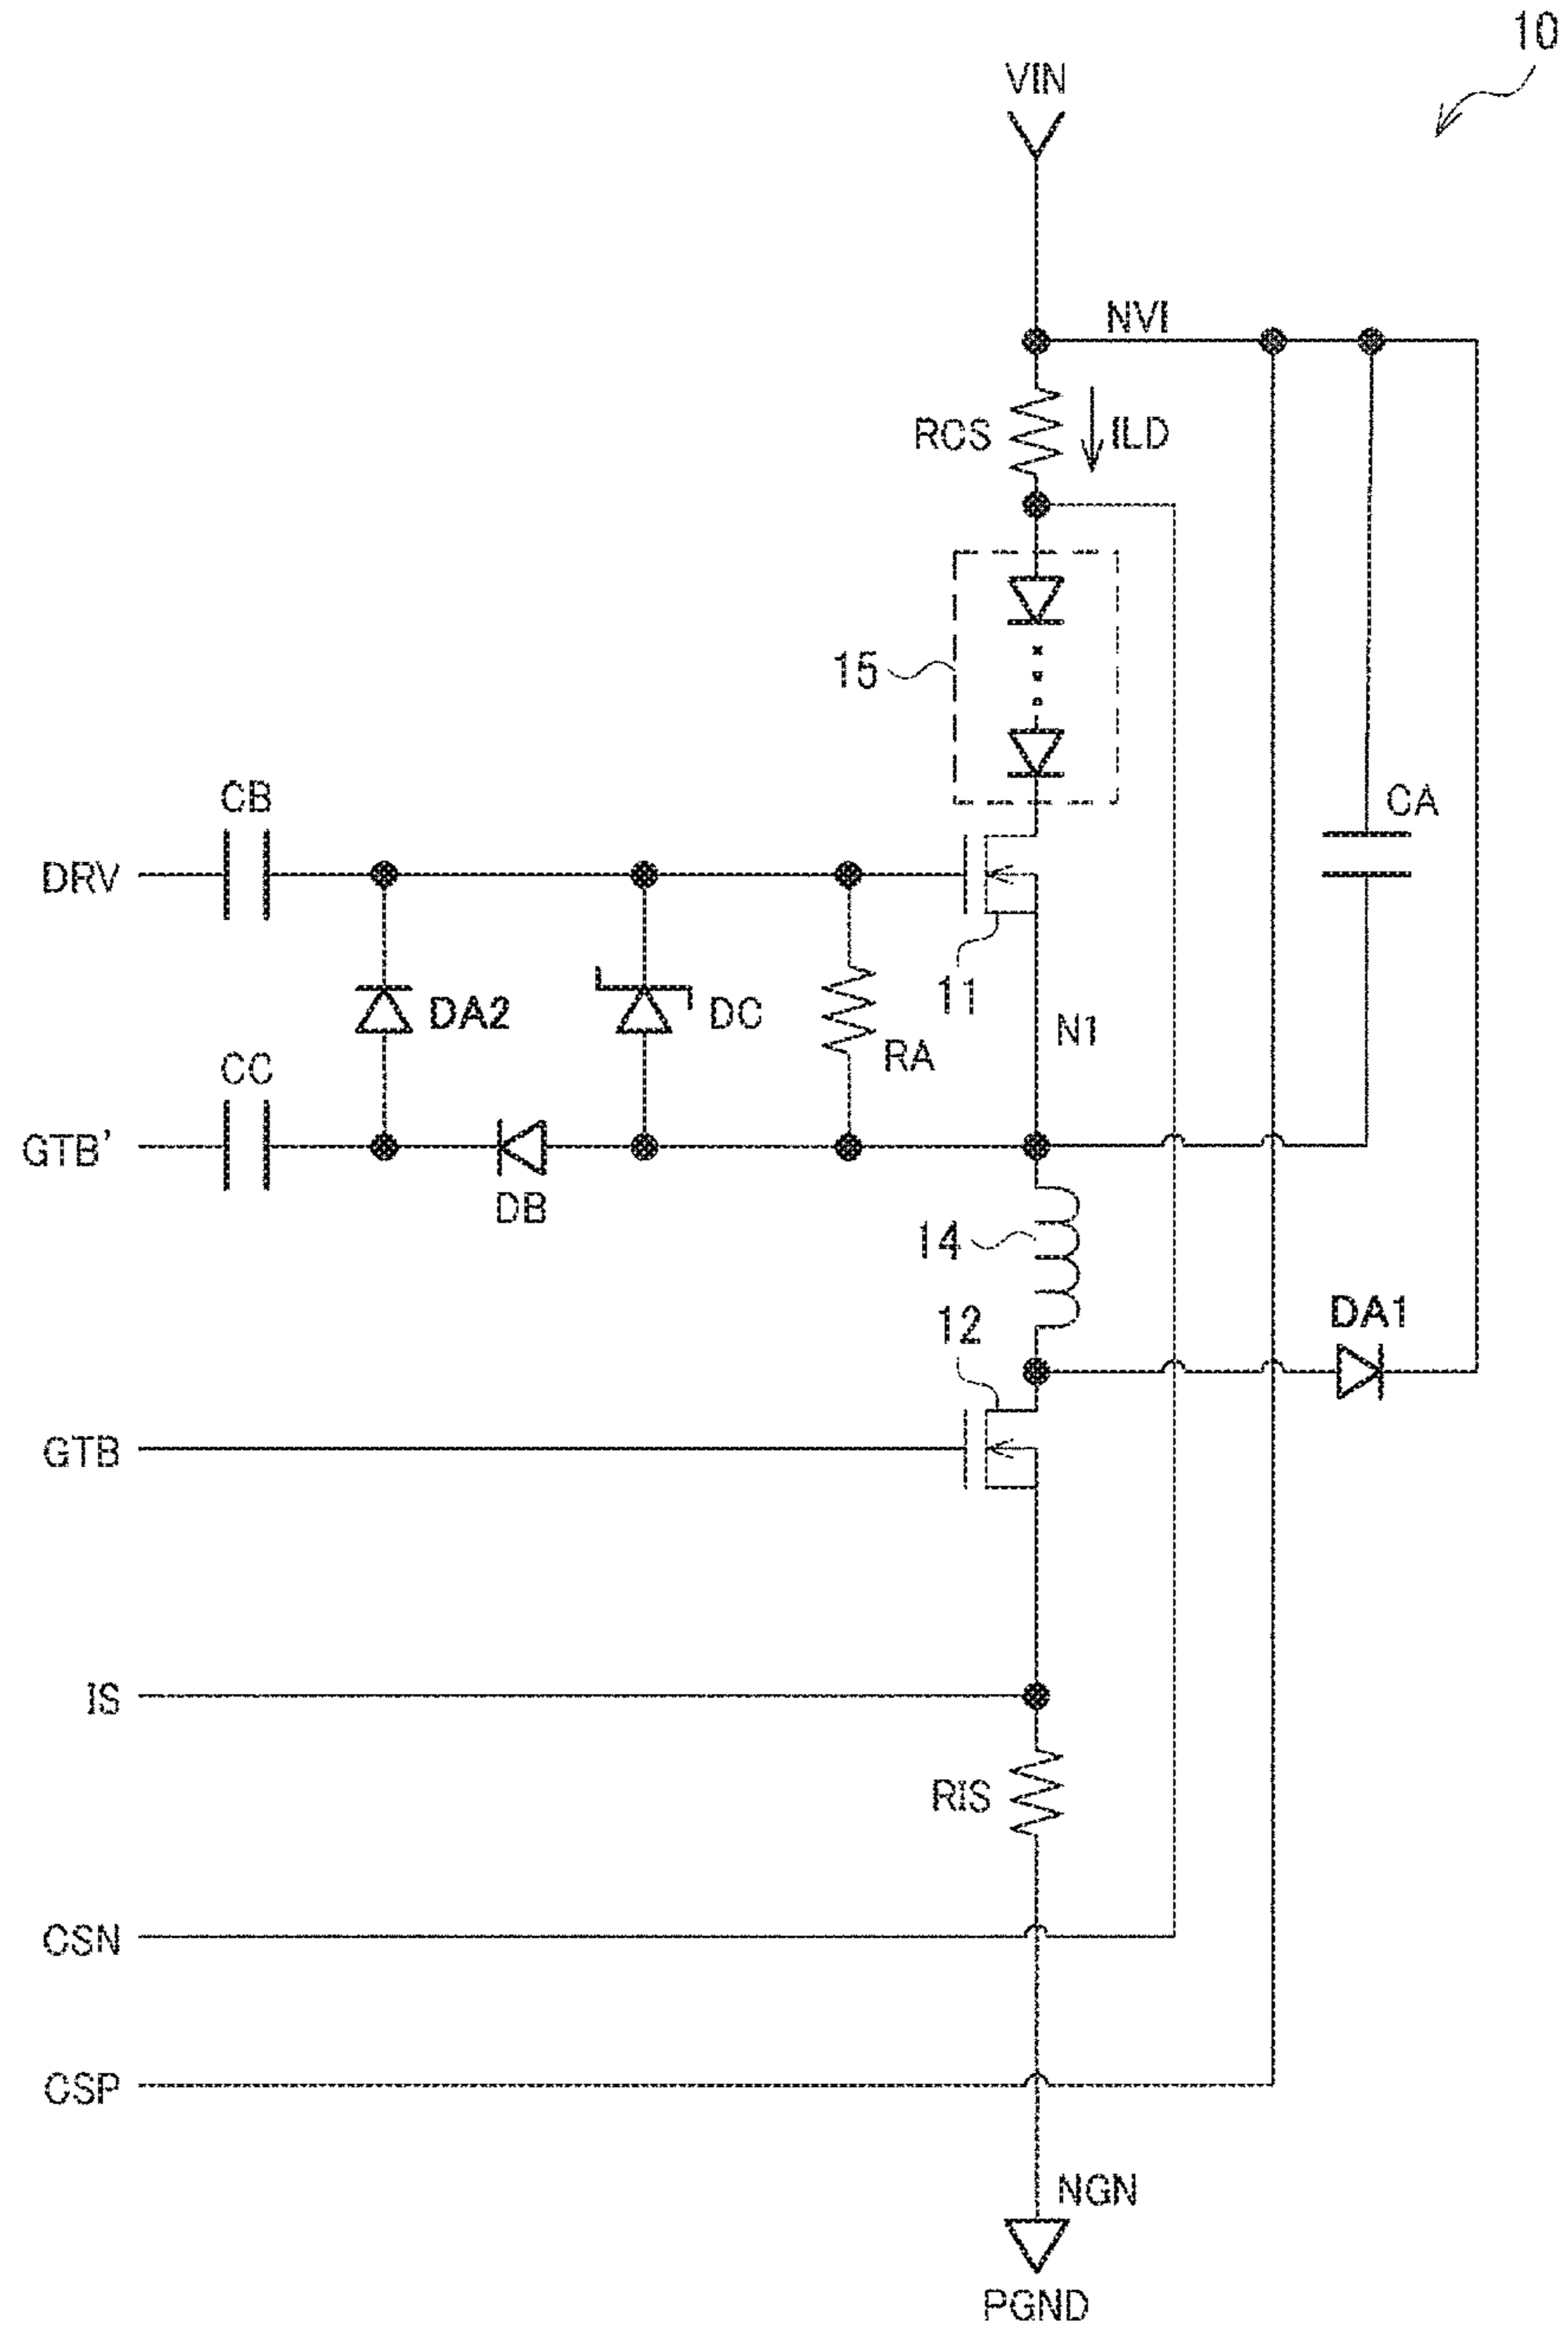 10
VIN
NVI
RCS
ILD
15
CB
CA
DRV
11
DA2
DC
N1
RA
CC
GTB'
DB
14
DA1
12
GTB
IS
RIS
CSN
CSP
NGN
PGND